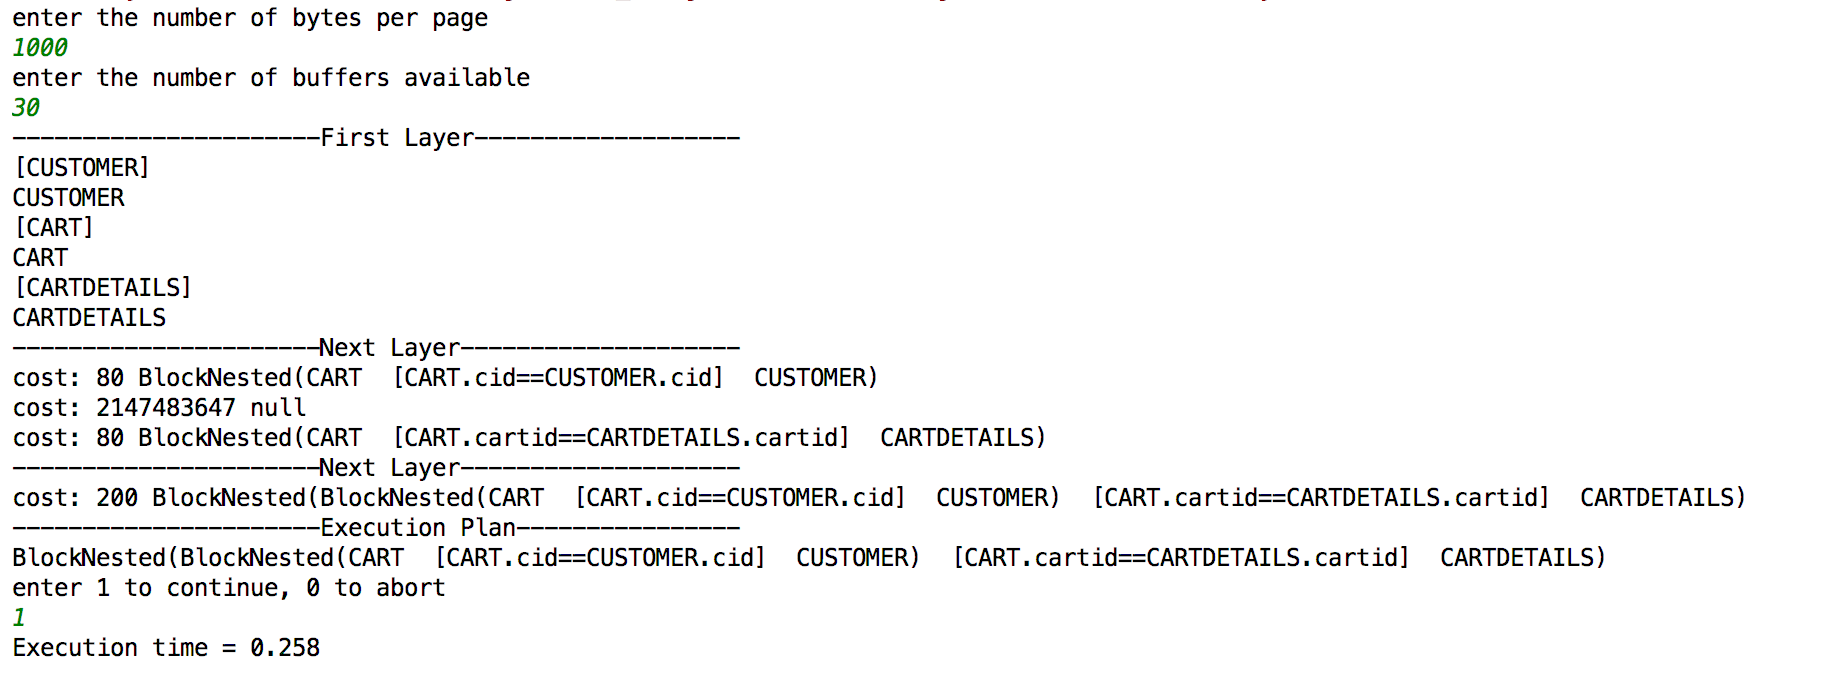 enter the number of bytes per page
1000
enter the number of buffers available
30
----------------------First Layer-------------------
[CUSTOMER]
CUSTOMER
[CART]
CART
[CARTDETAILS]
CARTDETAILS
----------------------Next Layer--------------------
cost: 80 BlockNested(CART  [CART.cid==CUSTOMER.cid]  CUSTOMER)
cost: 2147483647 null
cost: 80 BlockNested(CART  [CART.cartid==CARTDETAILS.cartid]  CARTDETAILS)
----------------------Next Layer--------------------
cost: 200 BlockNested(BlockNested(CART  [CART.cid==CUSTOMER.cid]  CUSTOMER)  [CART.cartid==CARTDETAILS.cartid]  CARTDETAILS)
----------------------Execution Plan----------------
BlockNested(BlockNested(CART  [CART.cid==CUSTOMER.cid]  CUSTOMER)  [CART.cartid==CARTDETAILS.cartid]  CARTDETAILS)
enter 1 to continue, 0 to abort
1
Execution time = 0.258